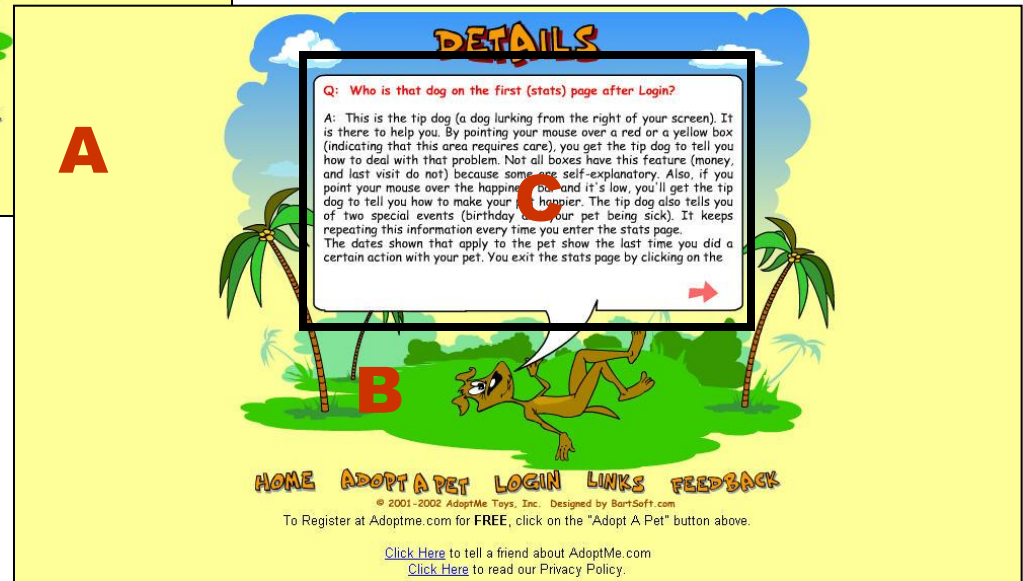 DETAILS
Q: Who is that dog on the first (stats) page after Login?
A: This is the tip dog (a dog lurking from the right of your screen). It
is there to help you. By pointing your mouse over a red or a yellow box
(indicating that this area requires care), you get the tip dog to tell you
how to deal with that problem. Not all boxes have this feature (money,
and last visit do not) because some are self-explanatory. Also, if you
point your mouse over the happiness and it's low, you'll get the tip
dog to tell you how to make your happier. The tip dog also tells you
of two special events (birthday your pet being sick). It keeps
repeating this information every time you enter the stats page.
The dates shown that apply to the pet show the last time you did a
certain action with your pet. You exit the stats page by clicking on the
A
C
B
HOME ADOPT A PET LOGIN LINKS FEEDBACK
© 2001-2002 AdoptMe Toys, Inc. Designed by BartSoft.com
To Register at Adoptme.com for FREE, click on the "Adopt A Pet" button above.
Click Here to tell a friend about AdoptMe.com
Click Here to read our Privacy Policy.